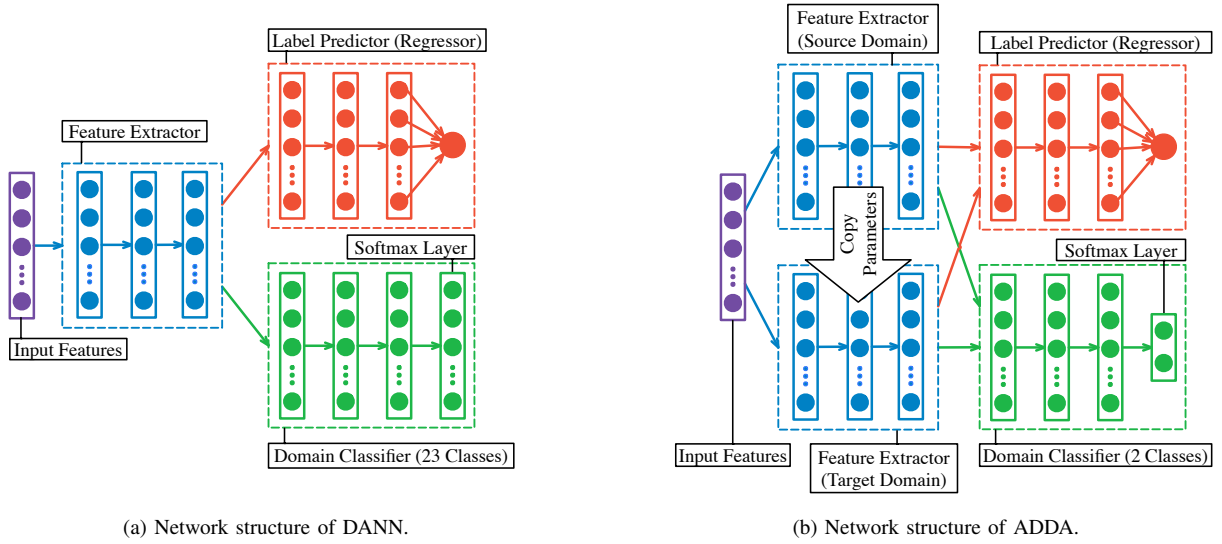 Label Predictor (Regressor)
Feature Extractor
Softmax Layer
Input Features
Domain Classifier (23 Classes)
(a) Network structure of DANN.
Feature Extractor
(Source Domain)
Label Predictor (Regressor)
Copy
Parameters
Softmax Layer
Input Features
Feature Extractor
(Target Domain)
Domain Classifier (2 Classes)
(b) Network structure of ADDA.